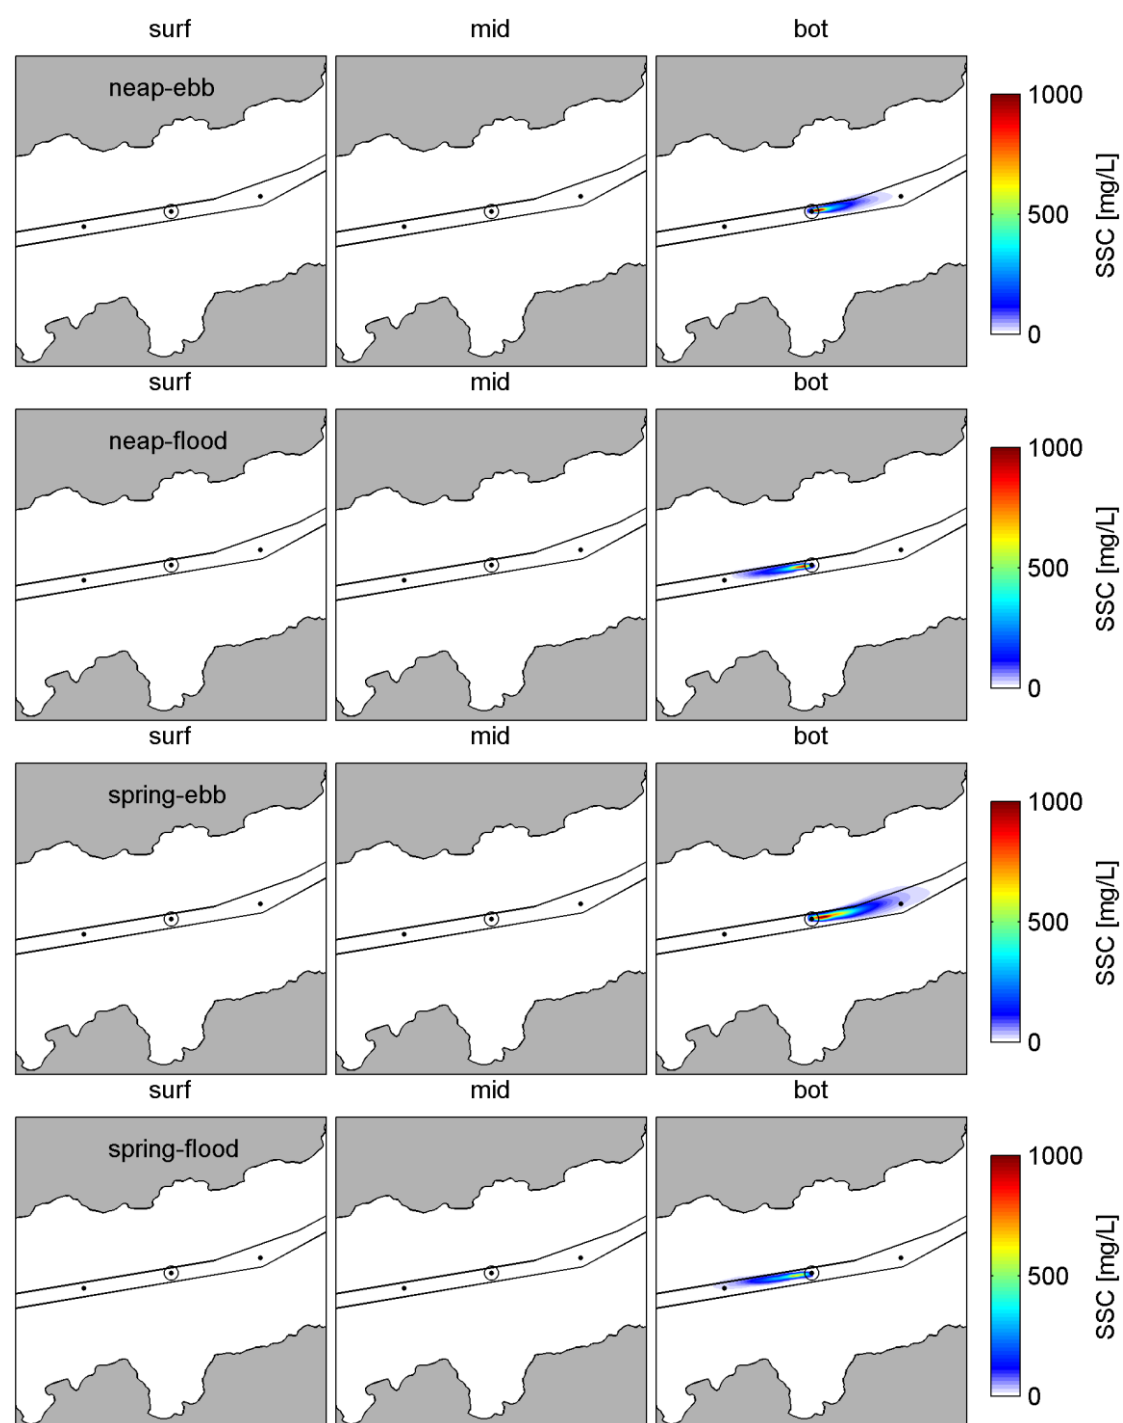 surf mid bot
neap-ebb
1000
500
0
SSC [mg/L]
surf mid bot
neap-flood
1000
500
0
SSC [mg/L]
surf mid bot
spring-ebb
1000
500
0
SSC [mg/L]
surf mid bot
spring-flood
1000
500
0
SSC [mg/L]